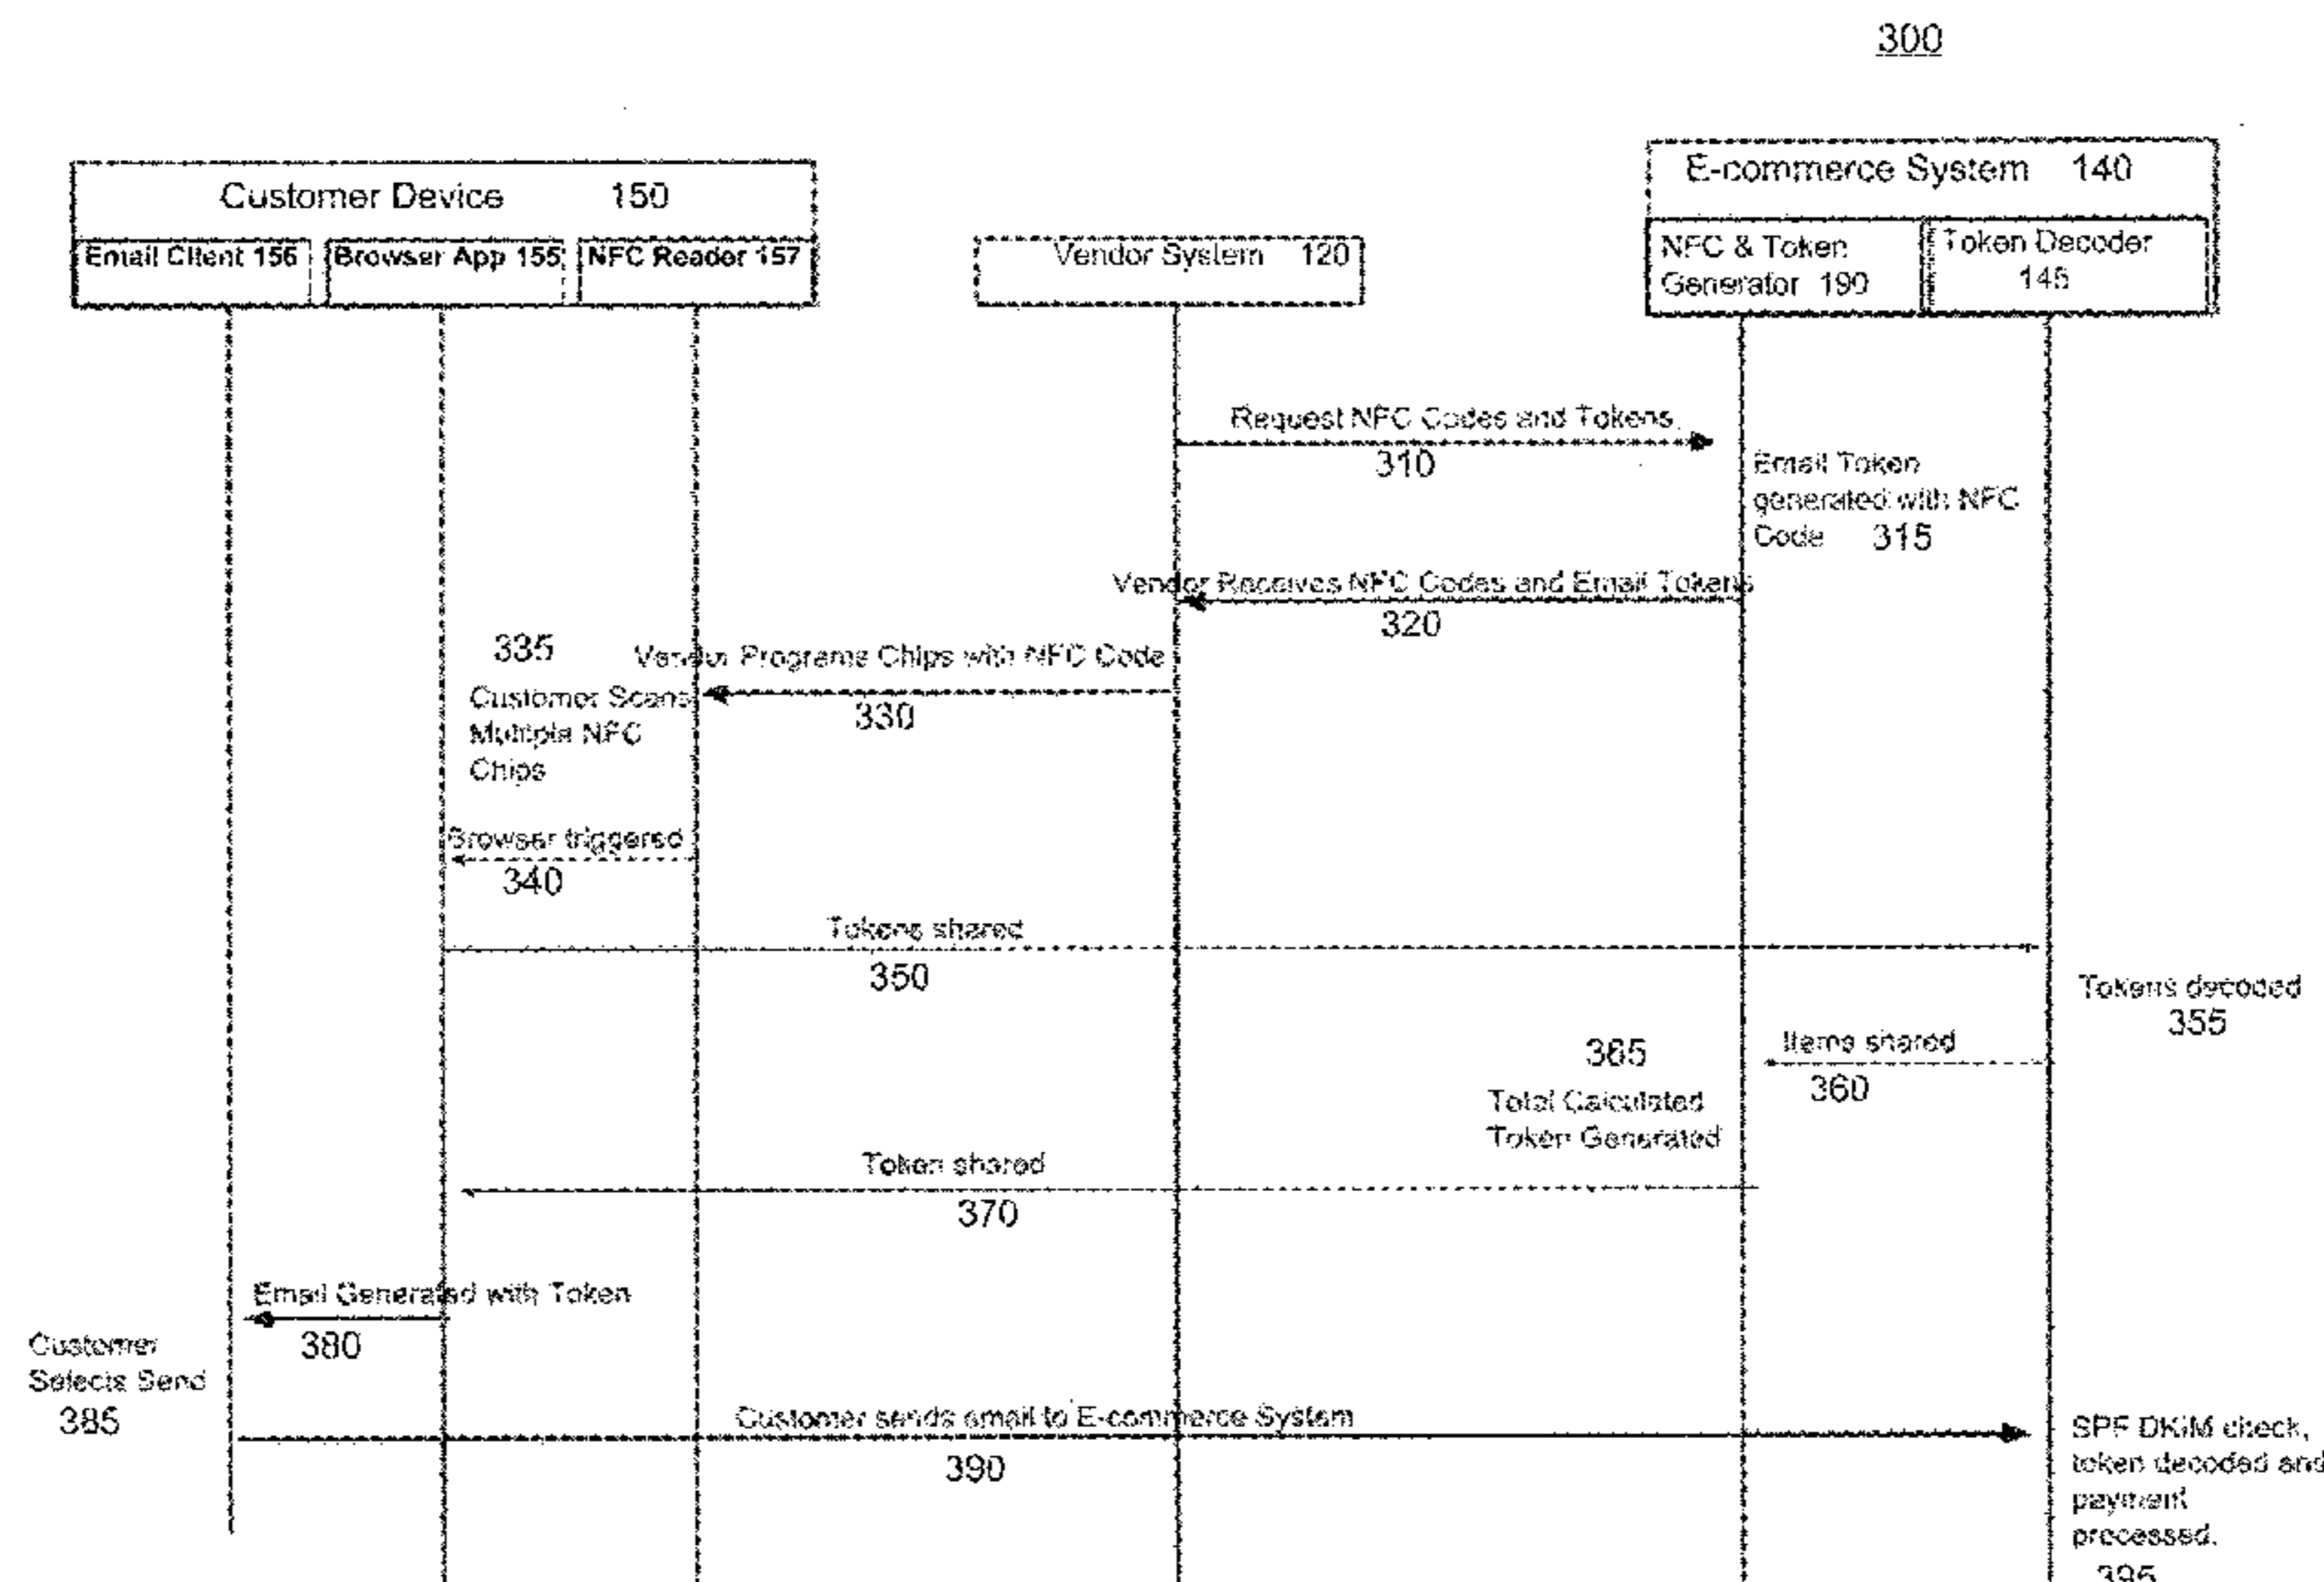 300
Customer Device 150
E-commerce System 140
Email Client 156
Browser App 155
NFC Reader 157
Vendor System 120
NFC & Token
Generator 190
Token Decoder
145
Request NFC Codes and Tokens
310
Email Token
generated with NFC
Code 315
Vendor Receives NFC Codes and Email Tokens
320
335
Vendor Programs Chips with NFC Code
330
Customer Scans
Multiple NFC
Chips
Browser triggered
340
Tokens shared
350
Tokens decoded
355
Items shared
360
365
Total Calculated
Token Generated
Token shared
370
Email Generated with Token
380
Customer
Selects Send
385
Customer sends email to E-commerce System
390
SPF DKIM check,
token decoded and
payment
processed.
395